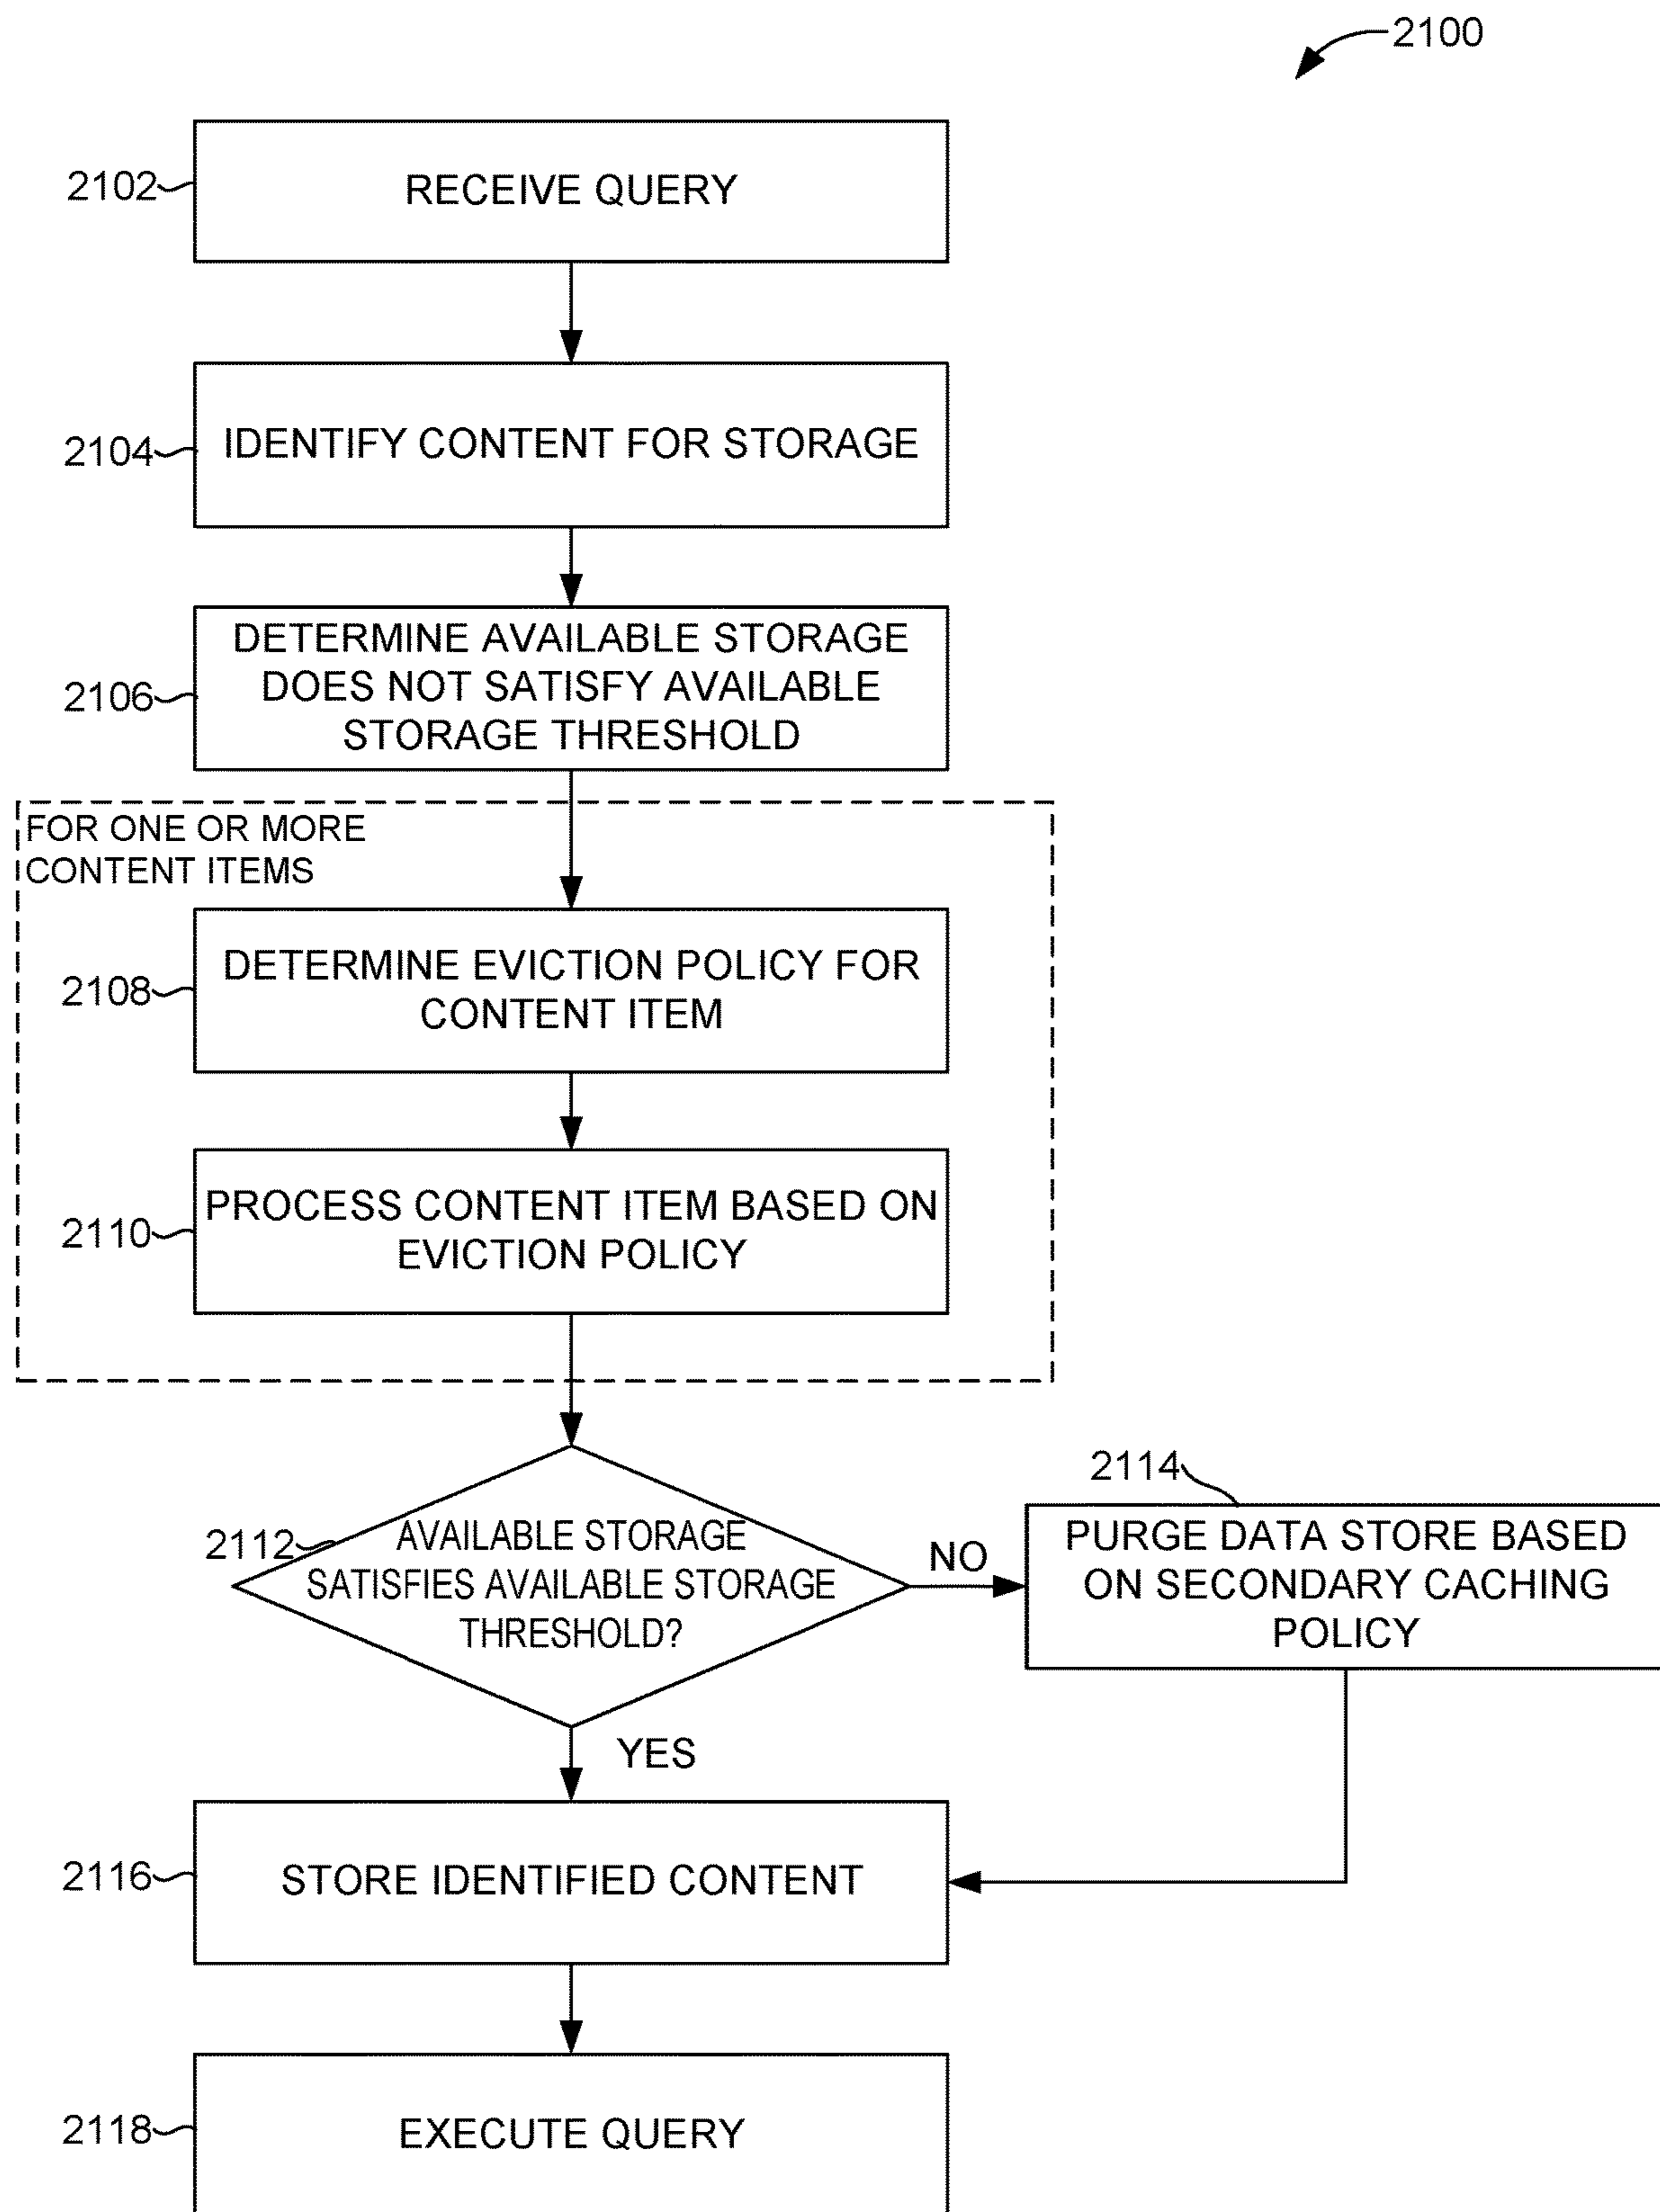 2100
2102
RECEIVE QUERY
2104
IDENTIFY CONTENT FOR STORAGE
2106
DETERMINE AVAILABLE STORAGE
DOES NOT SATISFY AVAILABLE
STORAGE THRESHOLD
FOR ONE OR MORE
CONTENT ITEMS
2108
DETERMINE EVICTION POLICY FOR
CONTENT ITEM
2110
PROCESS CONTENT ITEM BASED ON
EVICTION POLICY
2112
AVAILABLE STORAGE
SATISFIES AVAILABLE STORAGE
THRESHOLD?
NO
2114
PURGE DATA STORE BASED
ON SECONDARY CACHING
POLICY
YES
2116
STORE IDENTIFIED CONTENT
2118
EXECUTE QUERY